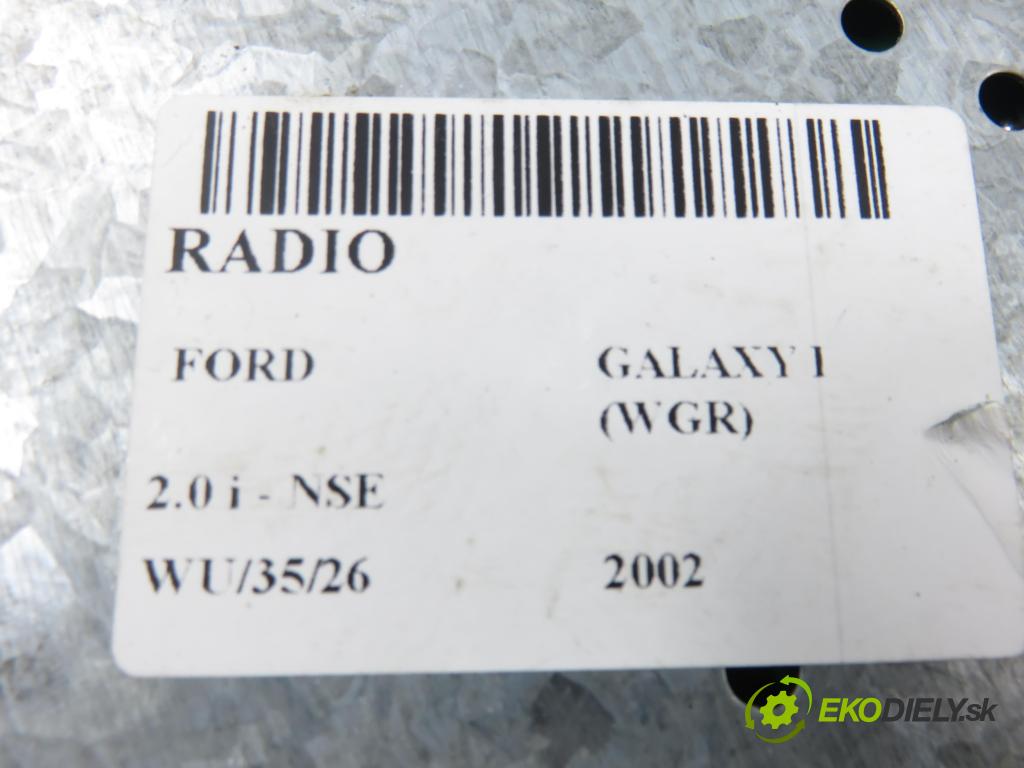 RADIO
FORD
GALAXY I
(WGR)
2.0 i - NSE
WU/35/26
2002
EKODIELY.sk